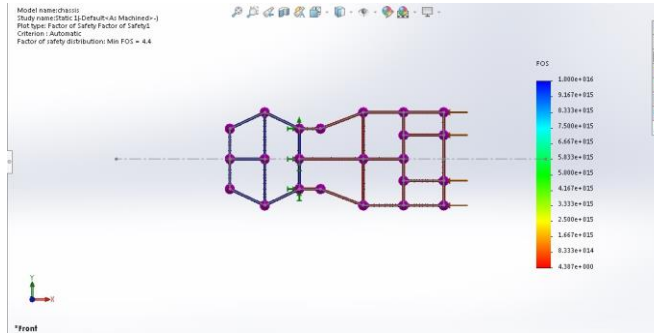 Model name:chassis
Study name:Static 1(-Default<As Machined>-)
Plot type: Factor of Safety Factor of Safety1
Criterion : Automatic
Factor of safety distribution: Min FOS = 4.4
FOS
1.000e+016
9.167e+015
8.333e+015
7.500e+015
6.667e+015
5.833e+015
5.000e+015
4.167e+015
3.333e+015
2.500e+015
1.667e+015
8.333e+014
4.387e+000
Y
X
*Front